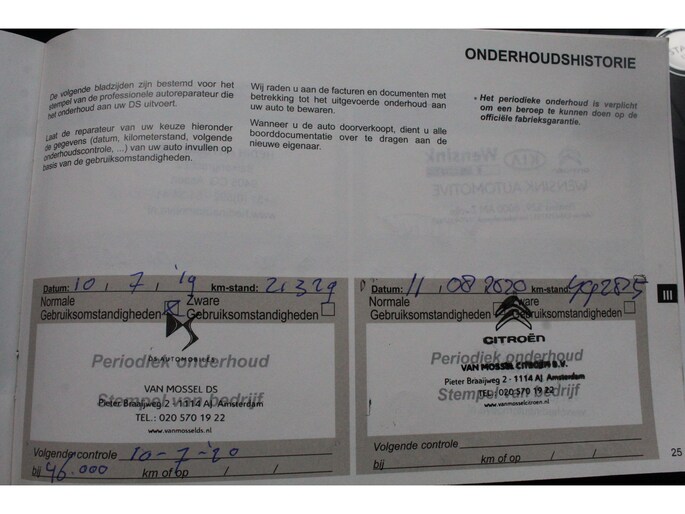 ONDERHOUDSHISTORIE
De volgende bladzijden zijn bestemd voor het
stempel van de professionele autoreparateur die
het onderhoud aan uw DS uitvoert.
Laat de reparateur van uw keuze hieronder
de gegevens (datum, kilometerstand, volgende
onderhoudscontrole, ...) van uw auto invullen op
basis van de gebruiksomstandigheden.
Wij raden u aan de facturen en documenten met
betrekking tot het uitgevoerde onderhoud aan
uw auto te bewaren.
Wanneer u de auto doorverkoopt, dient u alle
boorddocumentatie over te dragen aan de
nieuwe eigenaar.
- Het periodieke onderhoud is verplicht
om een beroep te kunnen doen op de
officiële fabrieksgarantie.
WENSINK AUTOMOTIVE
III
Datum: 10 , 7 , '19 km-stand: 21329
Normale Zware
Gebruiksomstandigheden Gebruiksomstandigheden
DS AUTOMOBILES
Periodiek onderhoud
VAN MOSSEL DS
Stempel van bedrijf
Pieter Braaijweg 2 - 1114 AJ Amsterdam
TEL.: 020 570 19 22
www.vanmosselds.nl
Volgende controle 10-7-'20
bij 46.000 km of op / /
Datum: 11 , 08 2020 km-stand:
Normale Zware
Gebruiksomstandigheden Gebruiksomstandigheden
CITROËN
Periodiek onderhoud
VAN MOSSEL CITROËN B.V.
Pieter Braaijweg 2 - 1114 AJ Amsterdam
Stempel van bedrijf
TEL.: 020 570 19 22
www.vanmosselcitroen.nl
Volgende controle
bij km of op / /
25